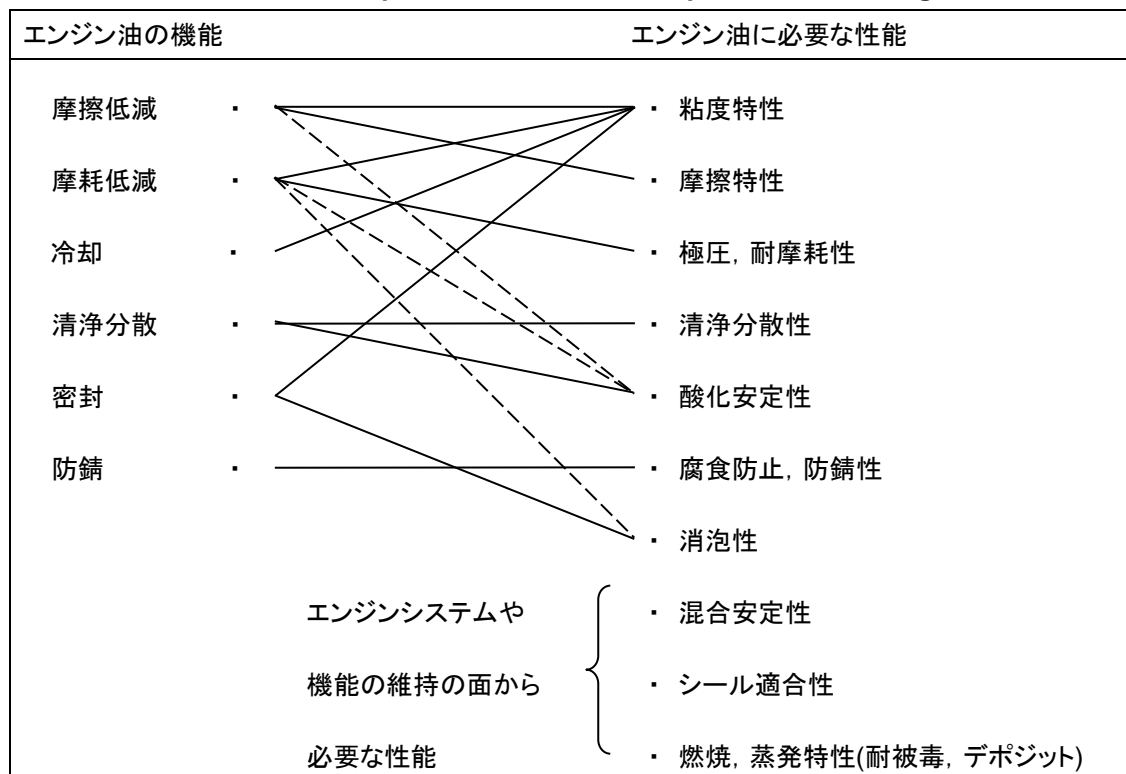 エンジン油の機能 エンジン油に必要な性能
摩擦低減 ・ ・ 粘度特性
摩耗低減 ・ ・ 摩擦特性
冷却 ・ ・ 極圧, 耐摩耗性
清浄分散 ・ ・ 清浄分散性
密封 ・ ・ 酸化安定性
防錆 ・ ・ 腐食防止, 防錆性
・ 消泡性
エンジンシステムや ・ 混合安定性
機能の維持の面から ・ シール適合性
必要な性能 ・ 燃焼, 蒸発特性(耐被毒, デポジット)